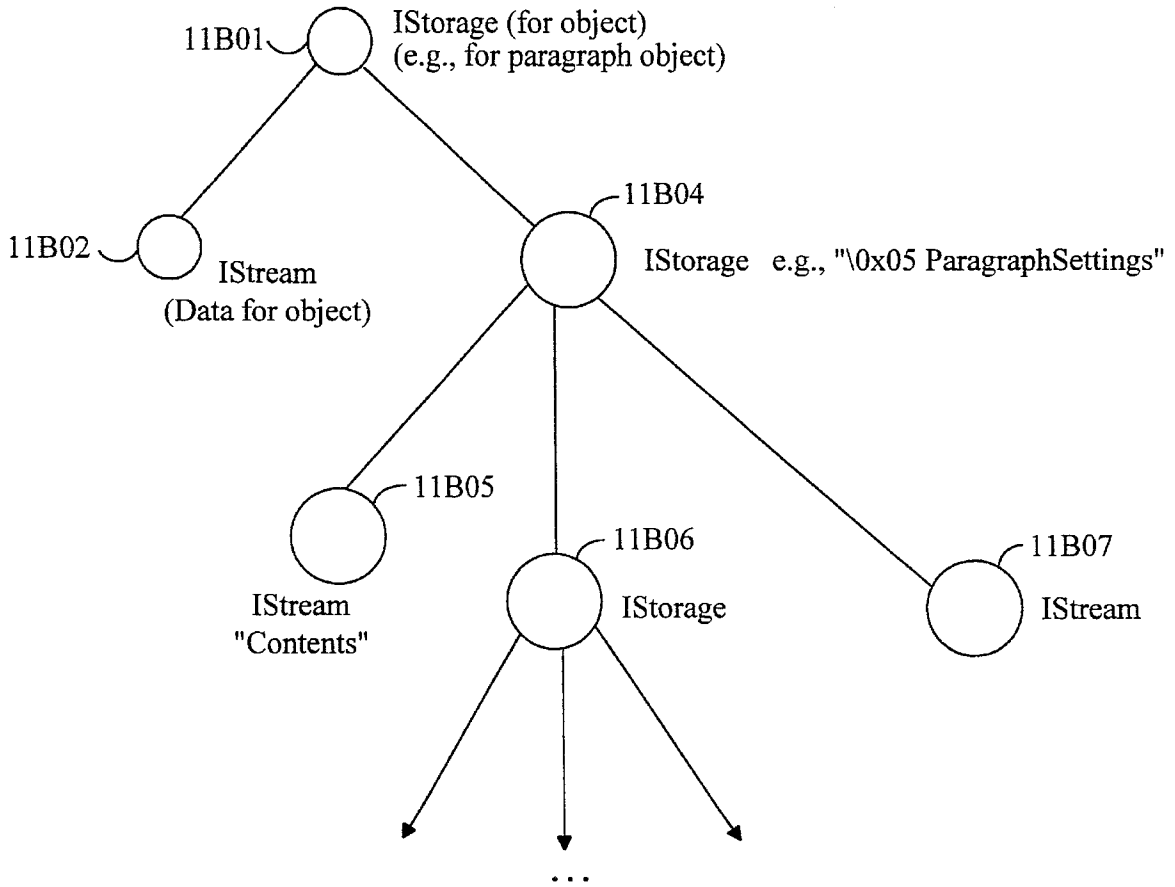 11B01
IStorage (for object)
(e.g., for paragraph object)
11B04
11B02
IStream
(Data for object)
IStorage e.g., "\0x05 ParagraphSettings"
11B05
IStream
"Contents"
11B06
IStorage
11B07
IStream
...